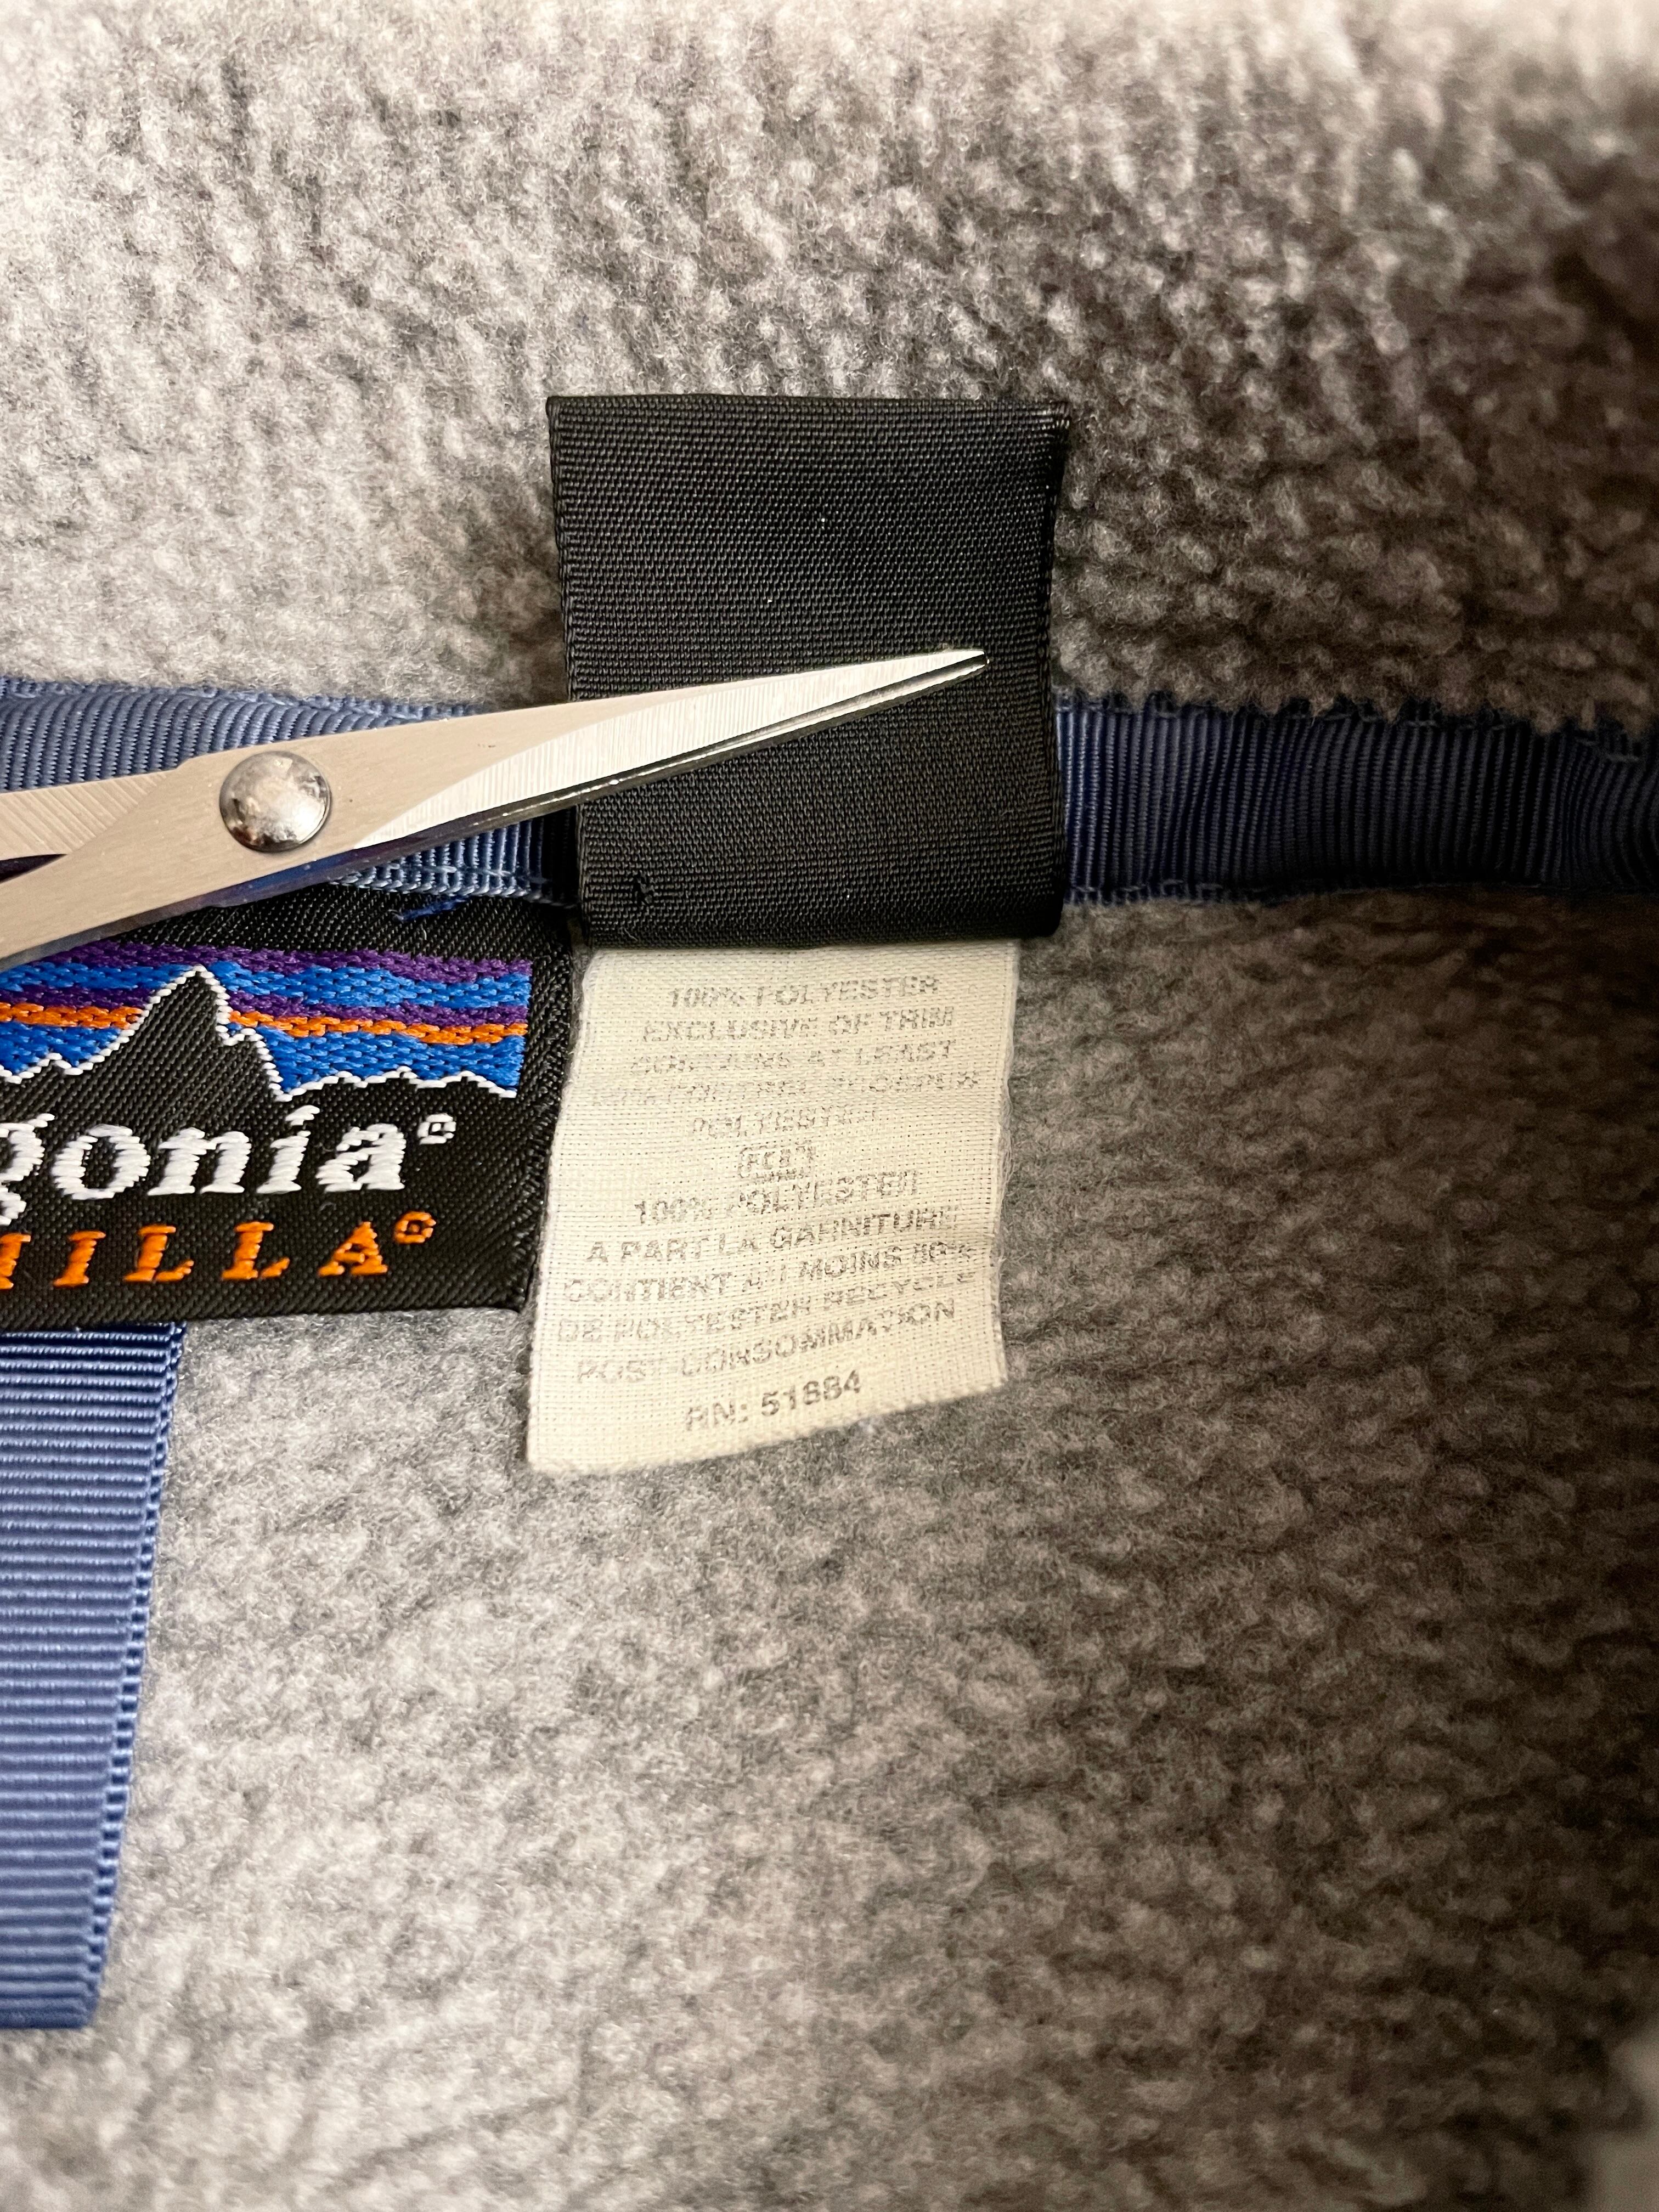 gonia®
HILLA®
100% POLYESTER
EXCLUSIVE OF TRIM
CONTAINS AT LEAST
POLYESTER
100% POLYESTER
A PART LA GARNITURE
CONTIENT AU MOINS
DE POLYESTER RECYCLE
POST-CONSOMMATION
RN: 51884